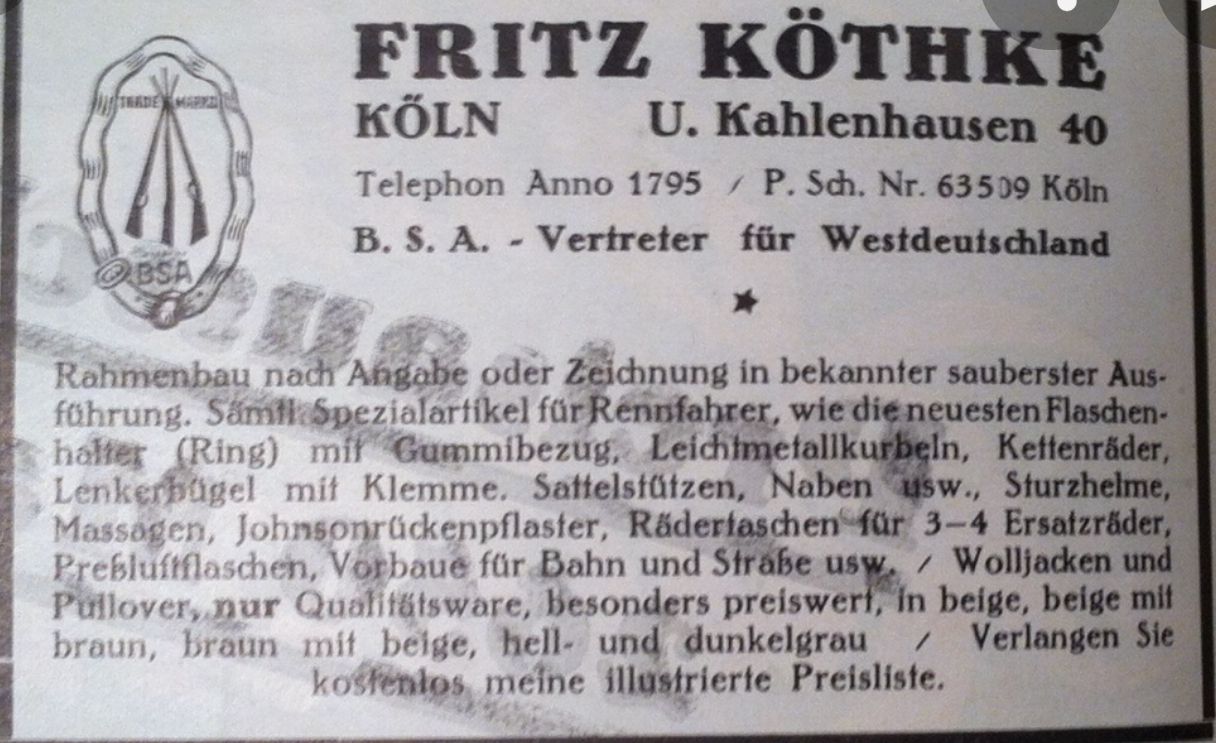 FRITZ KÖTHKE
KÖLN U. Kahlenhausen 40
Telephon Anno 1795 / P. Sch. Nr. 63509 Köln
B. S. A. - Vertreter für Westdeutschland
TRADE MARKE
BSA
Rahmenbau nach Angabe oder Zeichnung in bekannter sauberster Aus-
führung. Sämtl. Spezialartikel für Rennfahrer, wie die neuesten Flaschen-
halter (Ring) mit Gummibezug, Leichtmetallkurbeln, Kettenräder,
Lenkerbügel mit Klemme. Sattelstützen, Naben usw., Sturzhelme,
Massagen, Johnsonrückenpflaster, Rädertaschen für 3–4 Ersatzräder,
Preßluftflaschen, Vorbaue für Bahn und Straße usw. / Wolljacken und
Pullover, nur Qualitätsware, besonders preiswert, in beige, beige mit
braun, braun mit beige, hell- und dunkelgrau / Verlangen Sie
kostenlos meine illustrierte Preisliste.